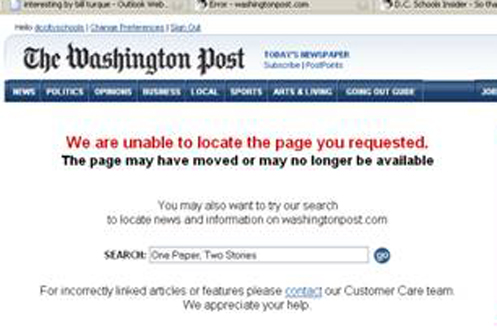 interesting by bill turque - Outlook Web... Error - washingtonpost.com D.C. Schools Insider - So tha
Hello dccityschools | Change Preferences | Sign Out
The Washington Post
TODAY'S NEWSPAPER
Subscribe | PostPoints
NEWS POLITICS OPINIONS BUSINESS LOCAL SPORTS ARTS & LIVING GOING OUT GUIDE JOB
We are unable to locate the page you requested.
The page may have moved or may no longer be available
You may also want to try our search
to locate news and information on washingtonpost.com
SEARCH: One Paper, Two Stories go
For incorrectly linked articles or features please contact our Customer Care team.
We appreciate your help.